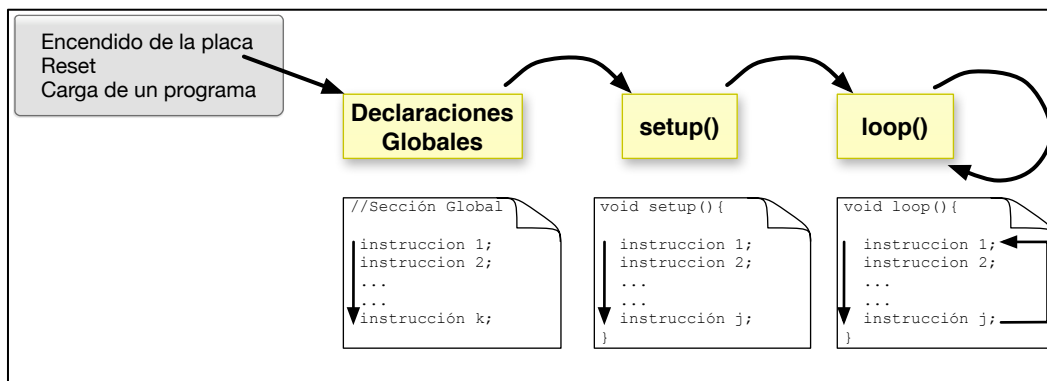 Encendido de la placa
Reset
Carga de un programa
Declaraciones
Globales
setup()
loop()
//Sección Global
instruccion 1;
instruccion 2;
...
...
instrucción k;
void setup(){
instruccion 1;
instruccion 2;
...
...
instrucción j;
}
void loop(){
instruccion 1;
instruccion 2;
...
...
instrucción j;
}